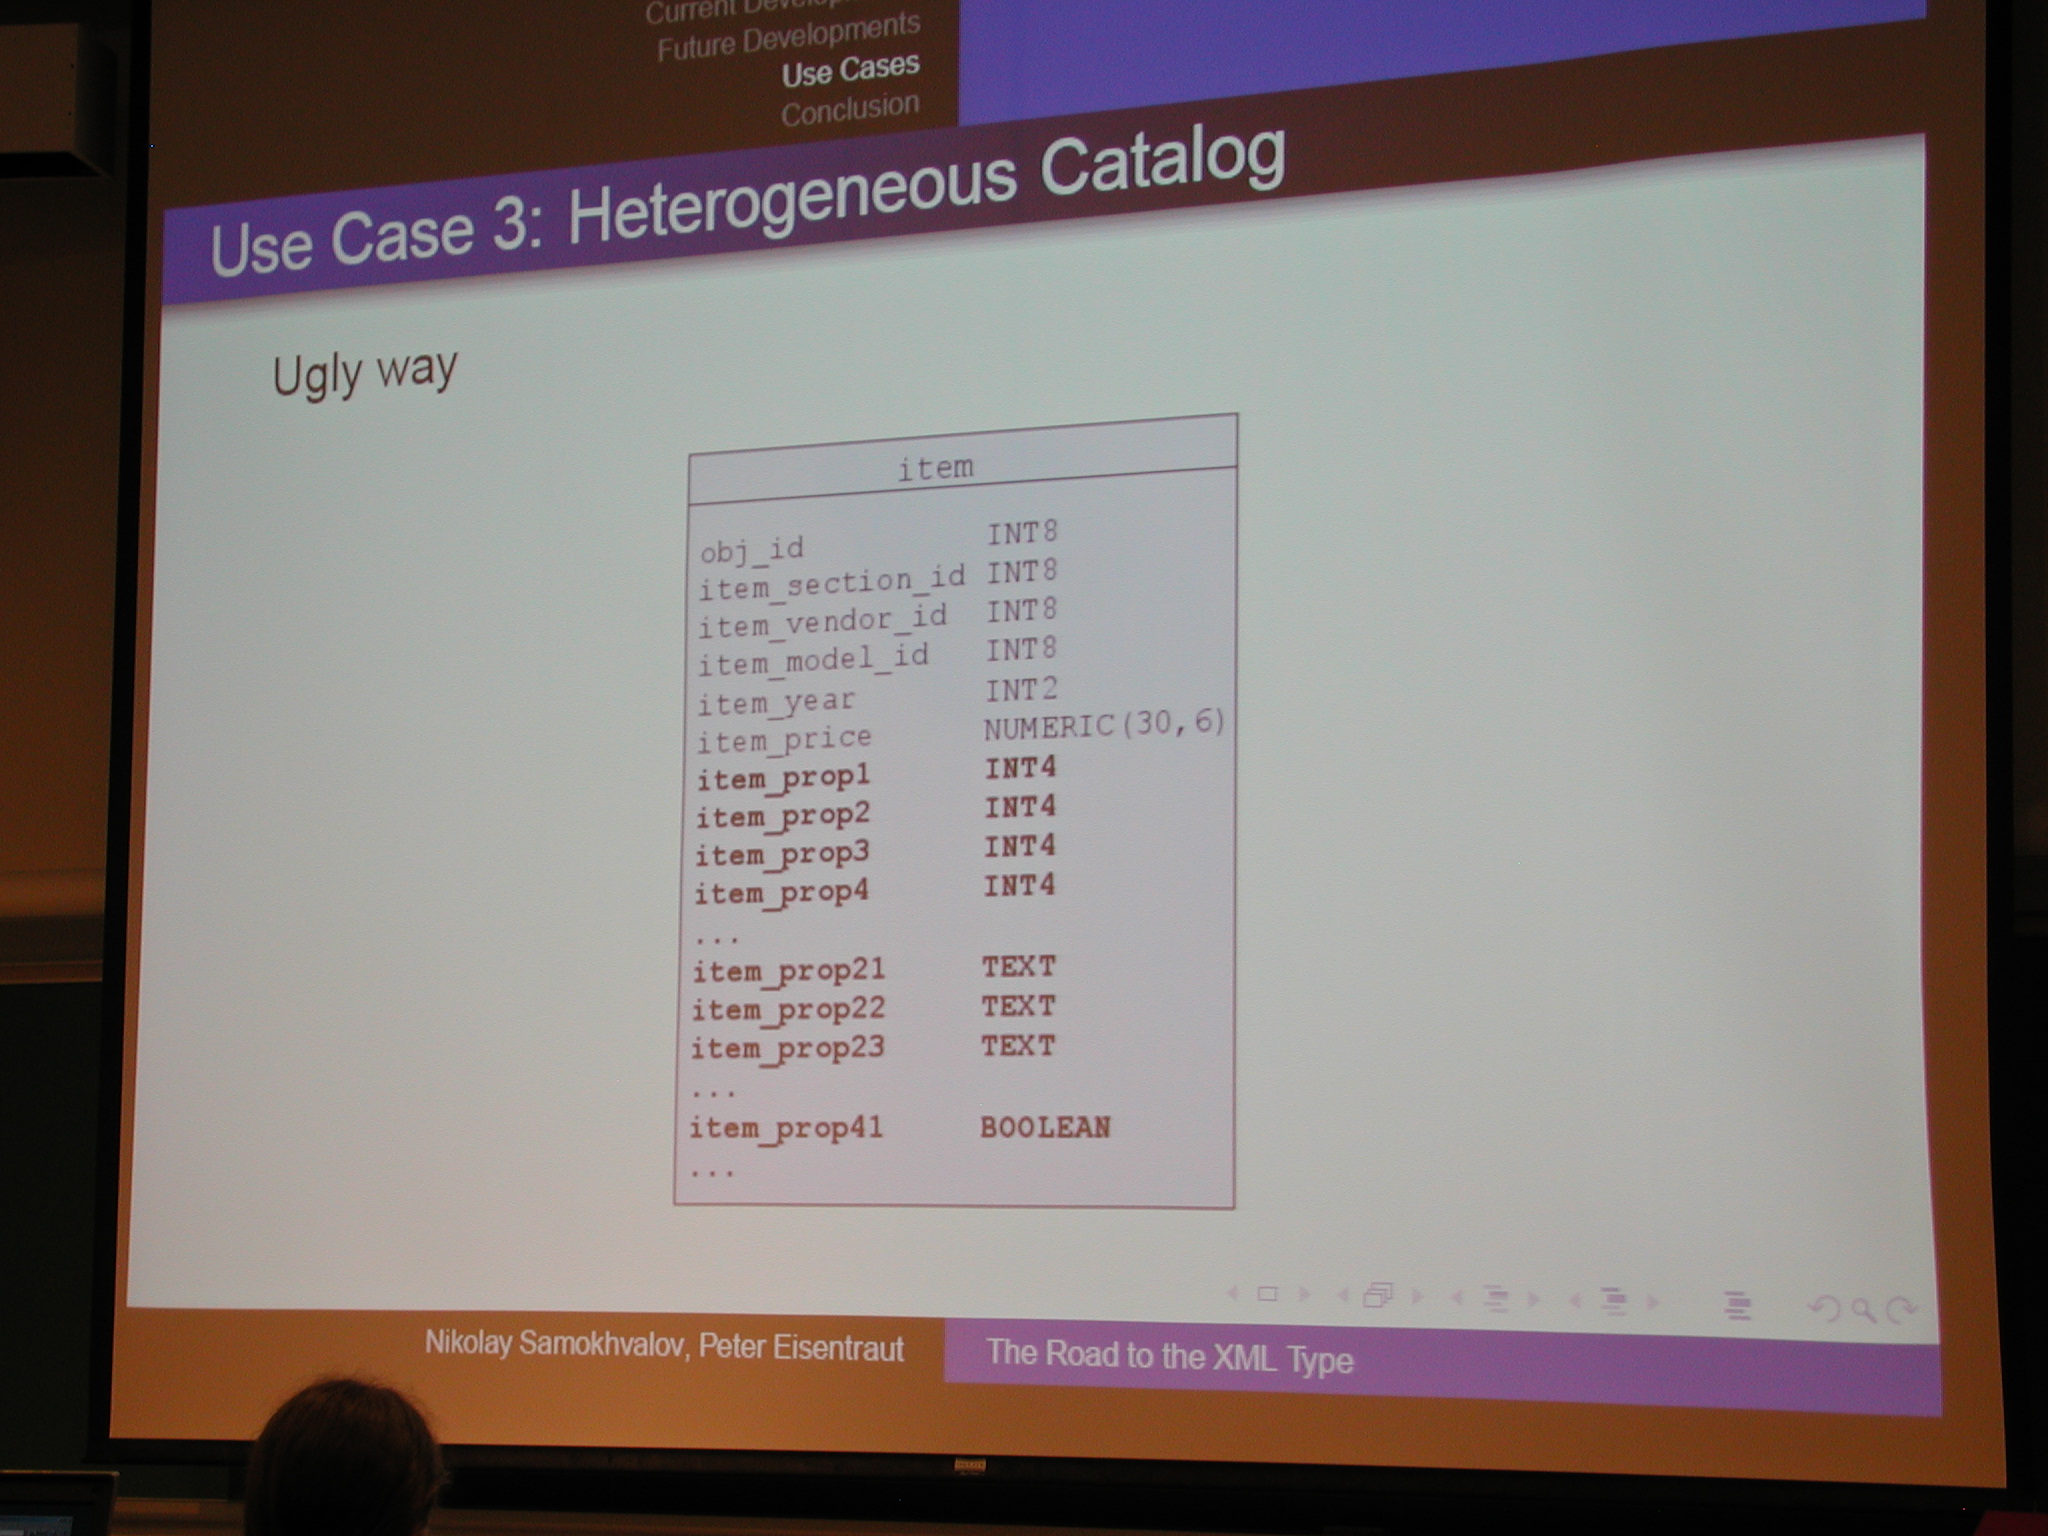 Current
Future Developments
Use Cases
Conclusion
Use Case 3: Heterogeneous Catalog
Ugly way
item
obj_id INT8
item_section_id INT8
item_vendor_id INT8
item_model_id INT8
item_year INT2
item_price NUMERIC(30,6)
item_prop1 INT4
item_prop2 INT4
item_prop3 INT4
item_prop4 INT4
...
item_prop21 TEXT
item_prop22 TEXT
item_prop23 TEXT
...
item_prop41 BOOLEAN
...
Nikolay Samokhvalov, Peter Eisentraut The Road to the XML Type